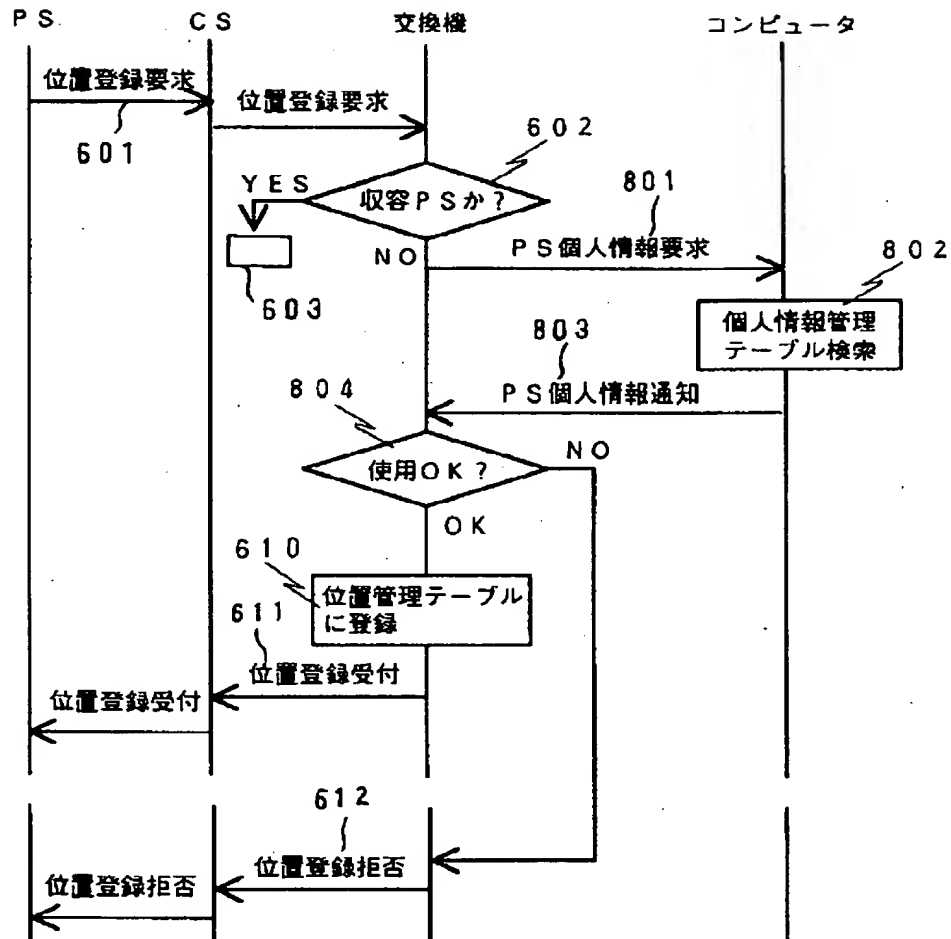 PS
CS
交換機
コンピュータ
位置登録要求
601
位置登録要求
602
収容PSか?
YES
603
NO
801
PS個人情報要求
802
個人情報管理
テーブル検索
803
PS個人情報通知
804
使用OK?
NO
OK
610
位置管理テーブル
に登録
611
位置登録受付
位置登録受付
612
位置登録拒否
位置登録拒否